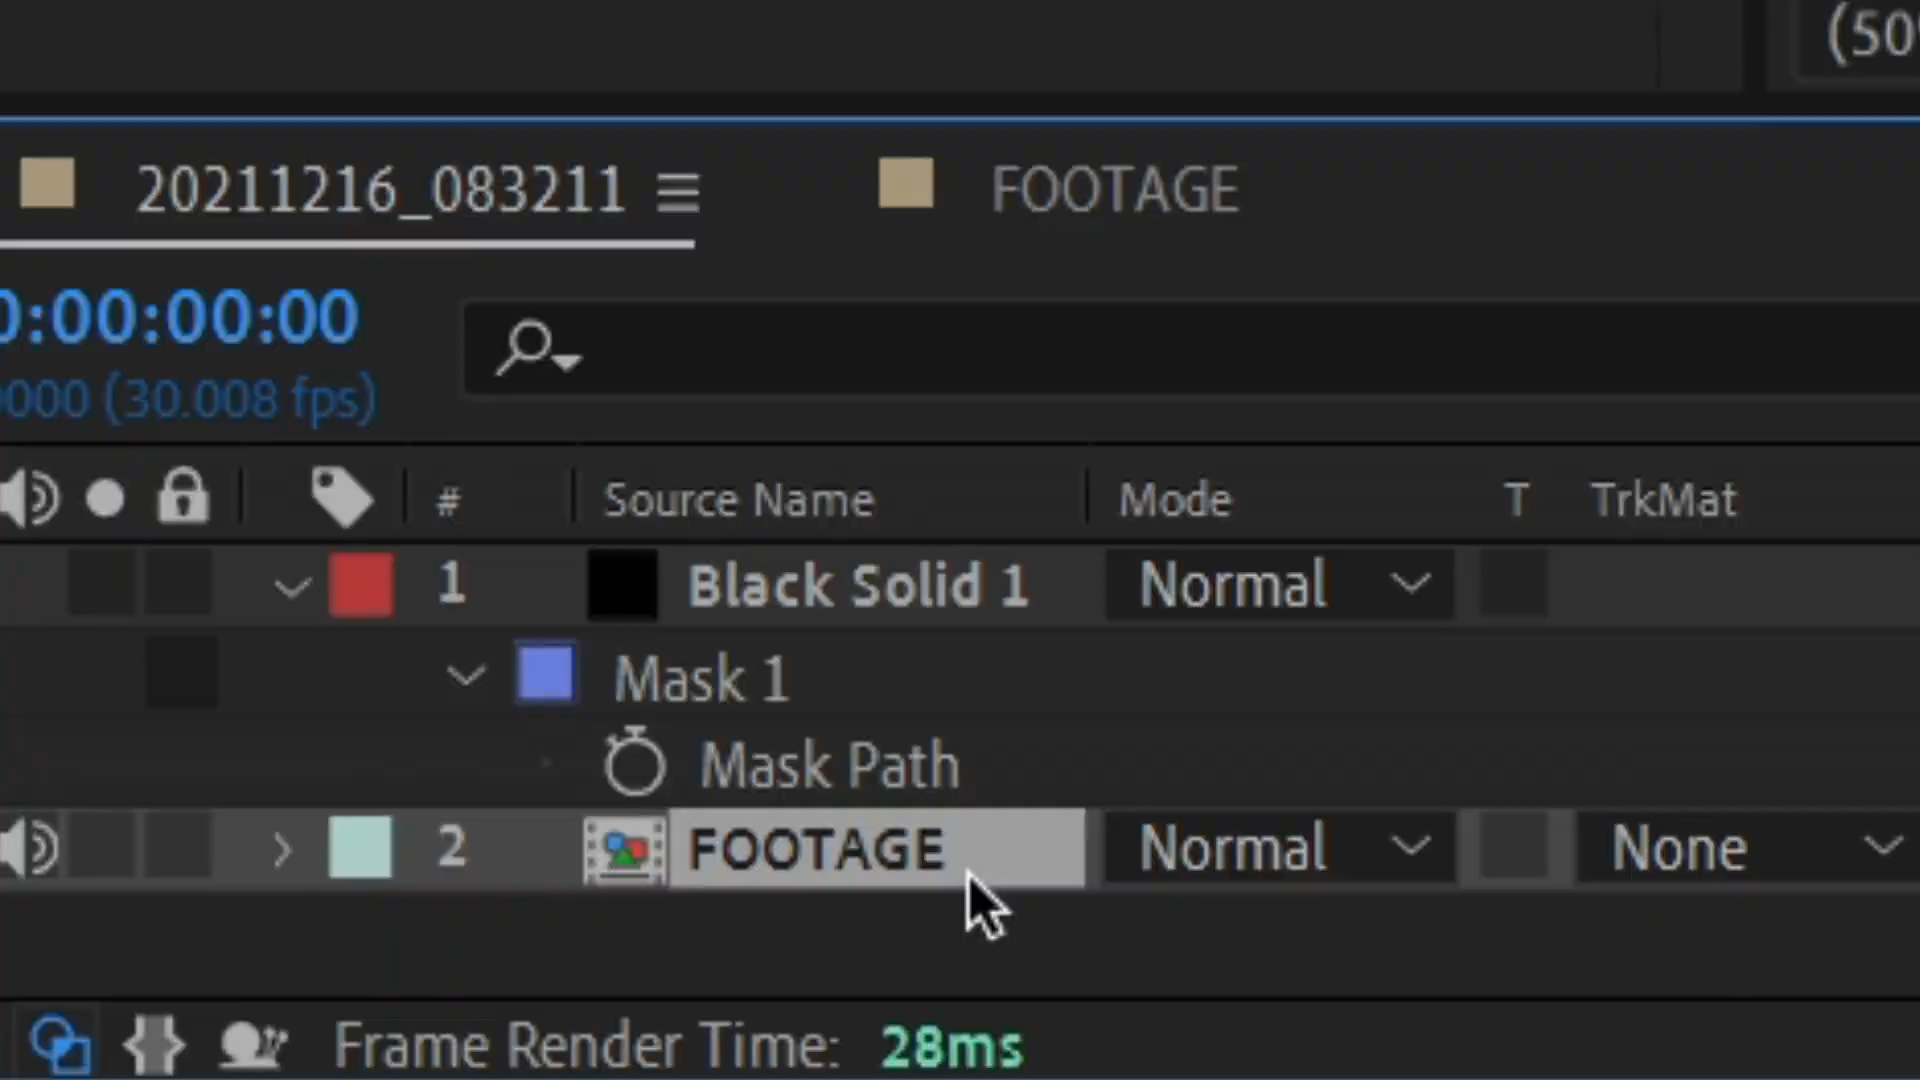 (50%
20211216_083211 FOOTAGE
0:00:00:00
0000 (30.008 fps)
# Source Name Mode T TrkMat
1 Black Solid 1 Normal
Mask 1
Mask Path
2 FOOTAGE Normal None
Frame Render Time: 28ms